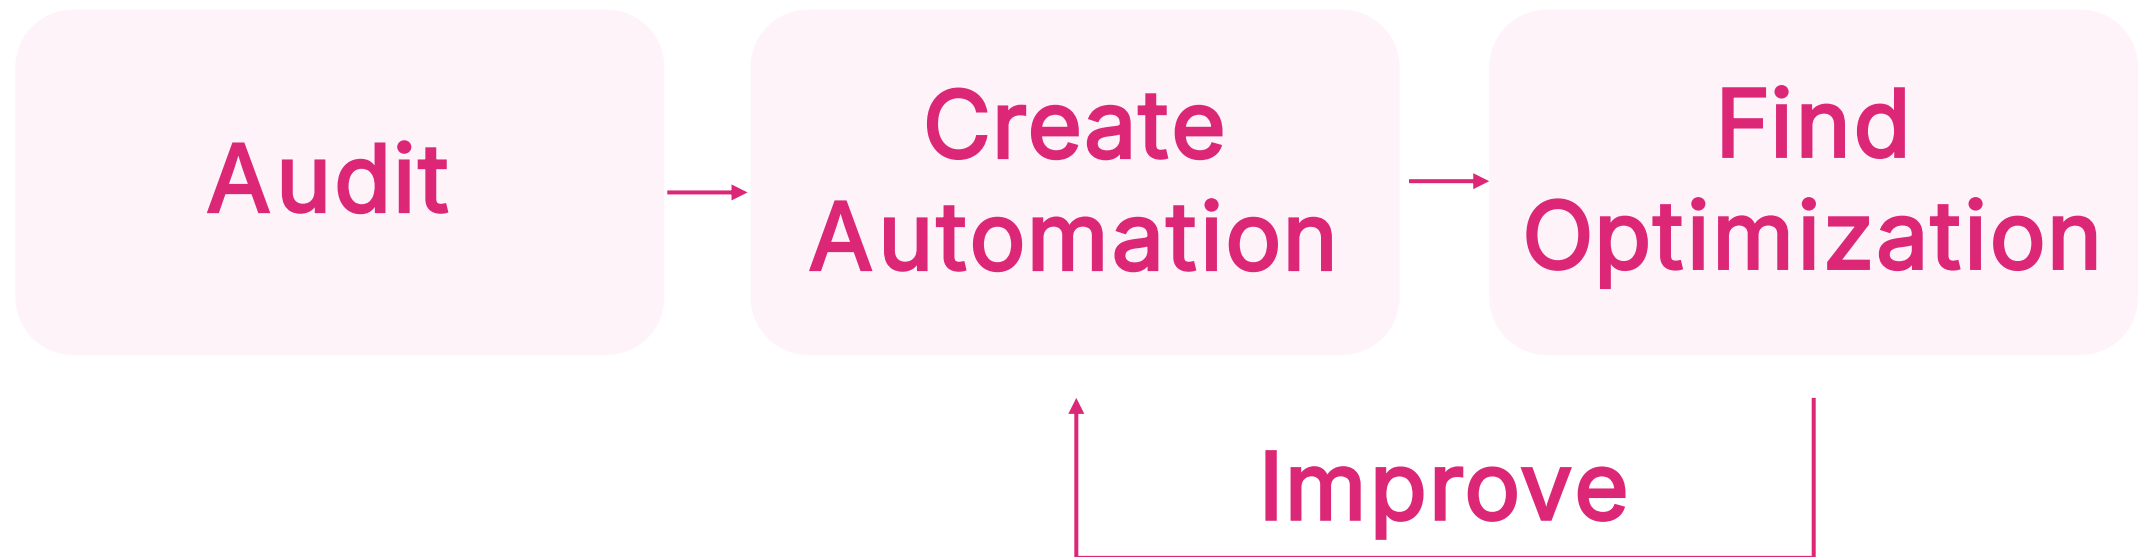 Audit
Create
Automation
Find
Optimization
Improve